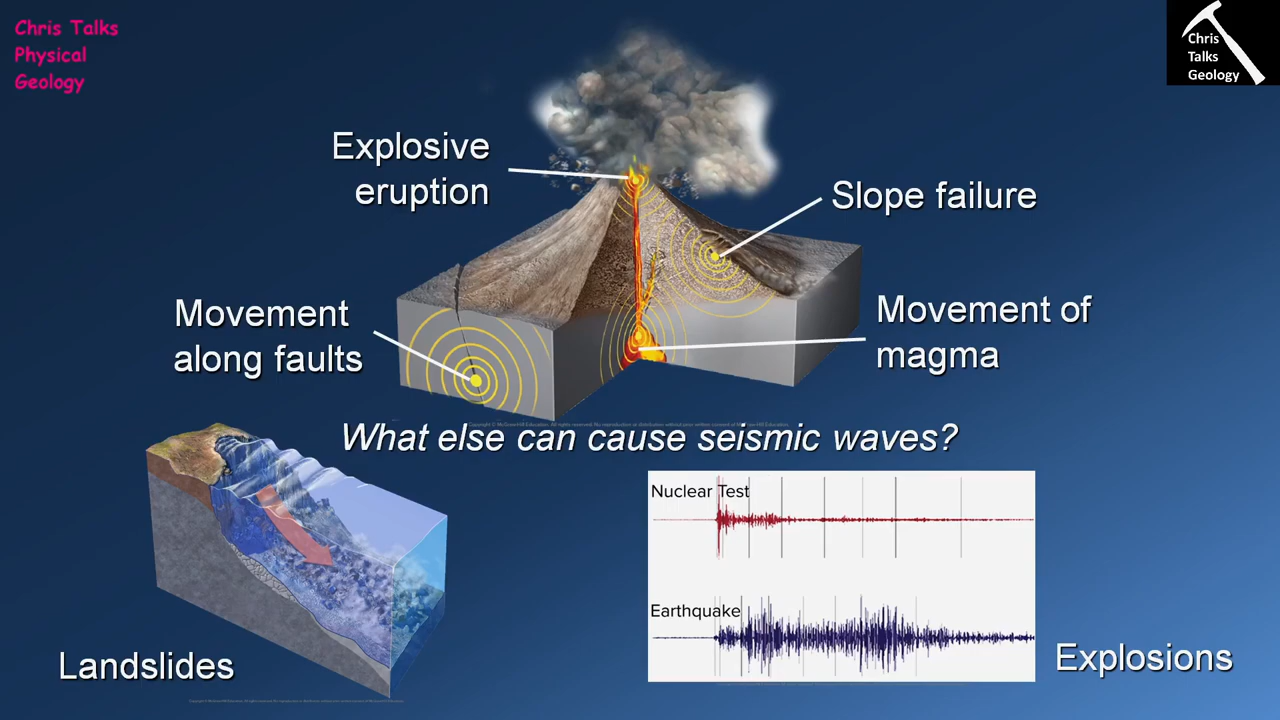 Chris Talks
Physical
Geology
Chris
Talks
Geology
Explosive
eruption
Slope failure
Movement
along faults
Movement of
magma
What else can cause seismic waves?
Nuclear Test
Earthquake
Landslides
Explosions